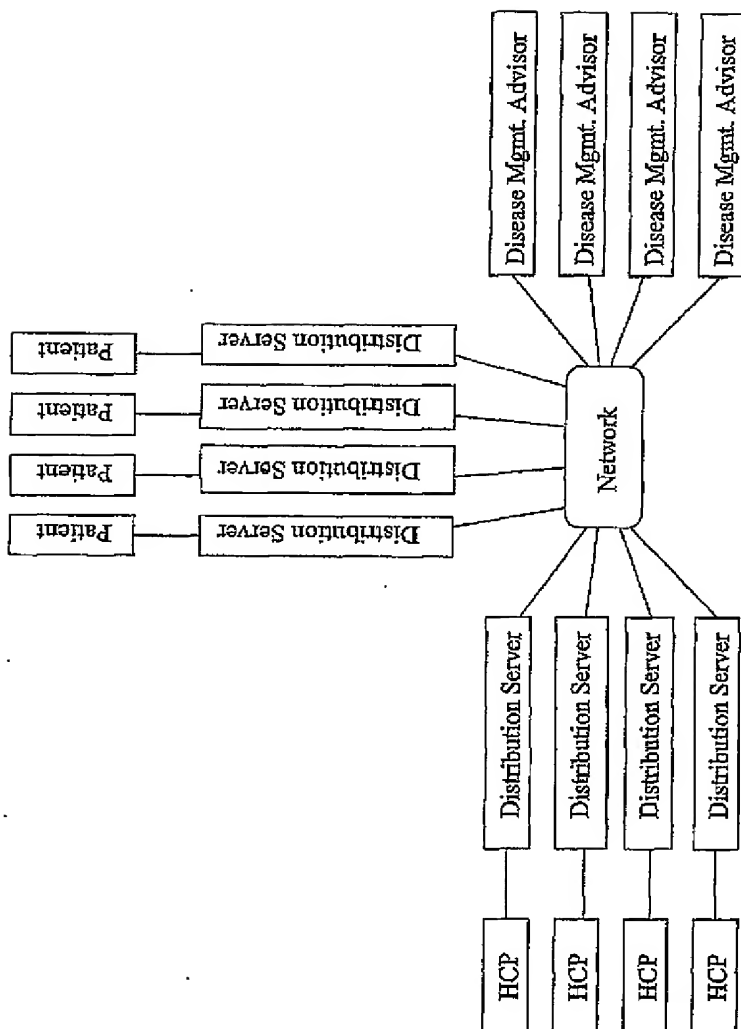 Patient
Distribution Server
Patient
Distribution Server
Patient
Distribution Server
Patient
Distribution Server
Network
Disease Mgmt. Advisor
Disease Mgmt. Advisor
Disease Mgmt. Advisor
Disease Mgmt. Advisor
Distribution Server
Distribution Server
Distribution Server
Distribution Server
HCP
HCP
HCP
HCP